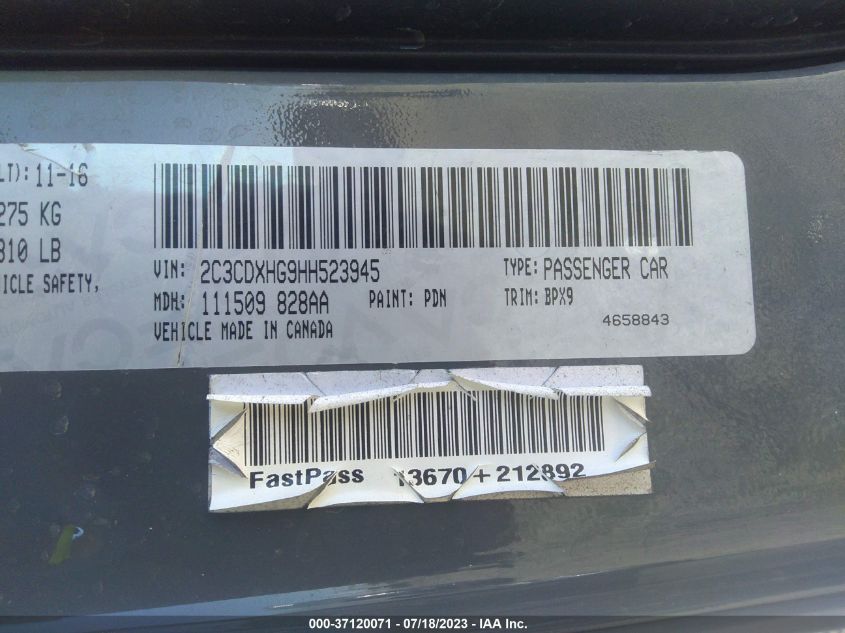 LT): 11-16
275 KG
310 LB
ICLE SAFETY,
VIN: 2C3CDXHG9HH523945
TYPE: PASSENGER CAR
MDH: 111509 828AA
PAINT: PDN
TRIM: BPX9
VEHICLE MADE IN CANADA
4658843
FastPass 13670+212892
000-37120071 / 07/18/2023 - IAA Inc.